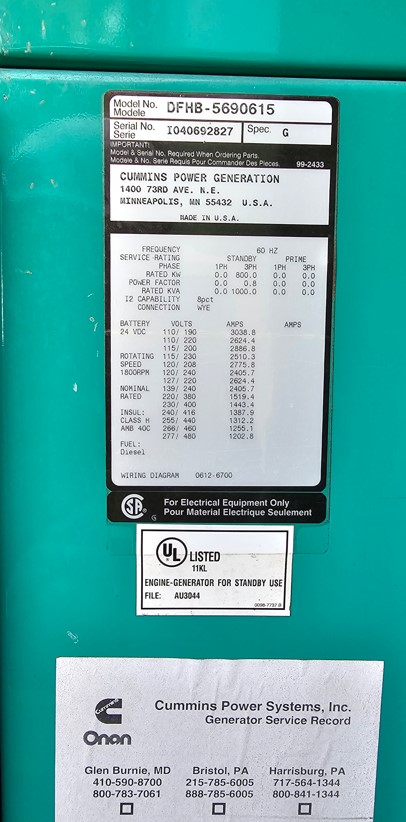 Model No. DFHB-5690615
Modele
Serial No. I040692827 Spec. G
Serie
IMPORTANT!
Model & Serial No. Required When Ordering Parts.
Modele & No. Serie Requis Pour Commander Des Pieces. 99-2433
CUMMINS POWER GENERATION
1400 73RD AVE. N.E.
MINNEAPOLIS, MN 55432 U.S.A.
MADE IN U.S.A.
FREQUENCY 60 HZ
SERVICE RATING STANDBY PRIME
PHASE 1PH 3PH 1PH 3PH
RATED KW 0.0 800.0 0.0 0.0
POWER FACTOR 0.0 0.8 0.0 0.0
RATED KVA 0.0 1000.0 0.0 0.0
I2 CAPABILITY 8pct
CONNECTION WYE
BATTERY VOLTS AMPS AMPS
24 VDC 110/ 190 3038.8
110/ 220 2624.4
115/ 200 2886.8
ROTATING 115/ 230 2510.3
SPEED 120/ 208 2775.8
1800RPM 120/ 240 2405.7
127/ 220 2624.4
NOMINAL 139/ 240 2405.7
RATED 220/ 380 1519.4
230/ 400 1443.4
INSUL: 240/ 416 1387.9
CLASS H 255/ 440 1312.2
AMB 40C 266/ 460 1255.1
277/ 480 1202.8
FUEL:
Diesel
WIRING DIAGRAM 0612-6700
SA
For Electrical Equipment Only
Pour Material Electrique Seulement
UL LISTED
11KL
ENGINE-GENERATOR FOR STANDBY USE
FILE: AU3044
309B-7737 B
Cummins
Onan
Cummins Power Systems, Inc.
Generator Service Record
Glen Burnie, MD Bristol, PA Harrisburg, PA
410-590-8700 215-785-6005 717-564-1344
800-783-7061 888-785-6005 800-841-1344